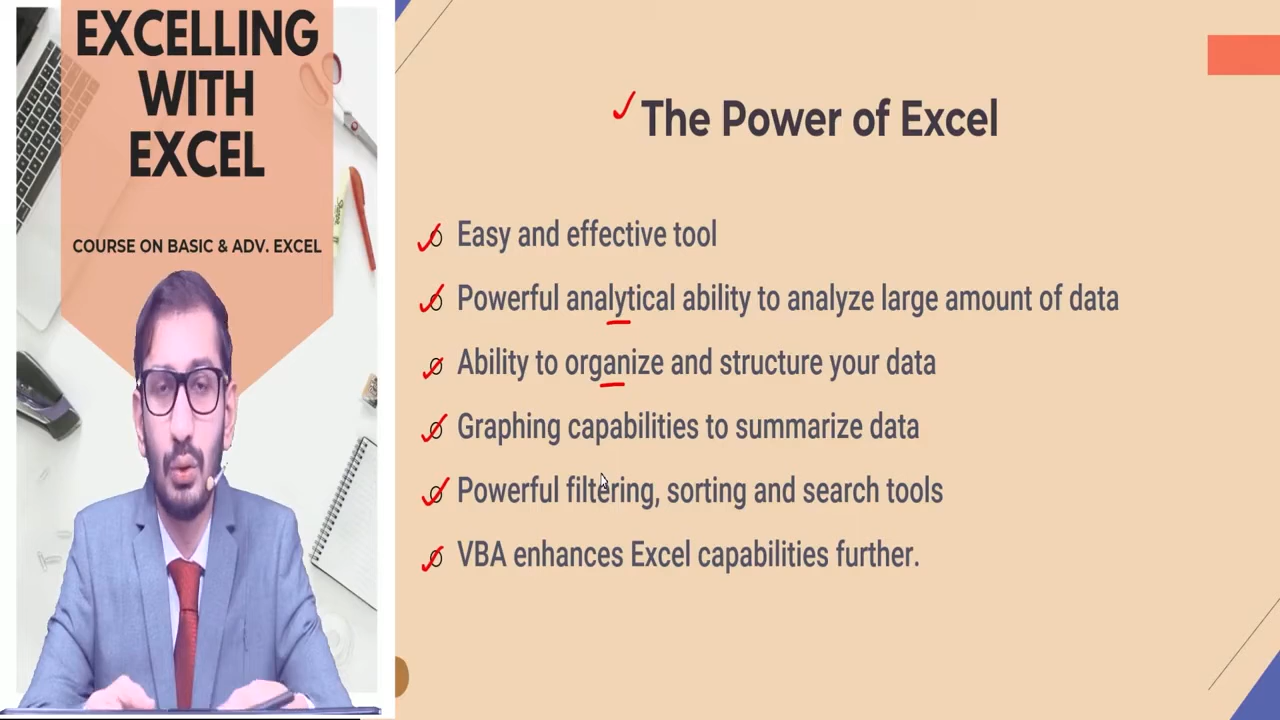 EXCELLING
WITH
EXCEL
COURSE ON BASIC & ADV. EXCEL
The Power of Excel
Easy and effective tool
Powerful analytical ability to analyze large amount of data
Ability to organize and structure your data
Graphing capabilities to summarize data
Powerful filtering, sorting and search tools
VBA enhances Excel capabilities further.